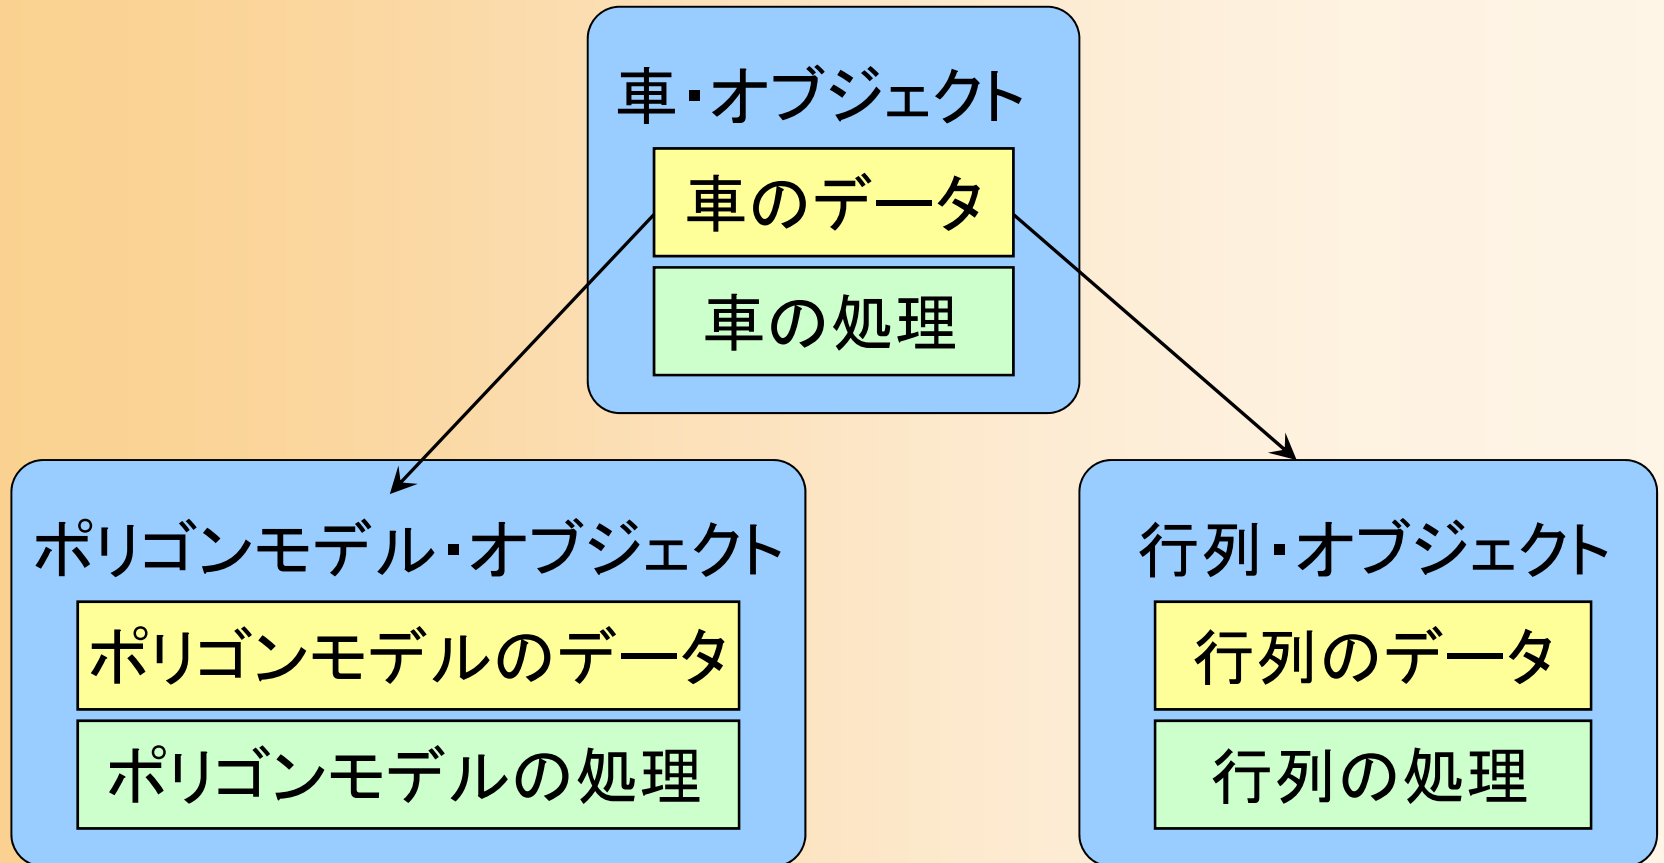 車・オブジェクト
車のデータ
車の処理
ポリゴンモデル・オブジェクト
ポリゴンモデルのデータ
ポリゴンモデルの処理
行列・オブジェクト
行列のデータ
行列の処理